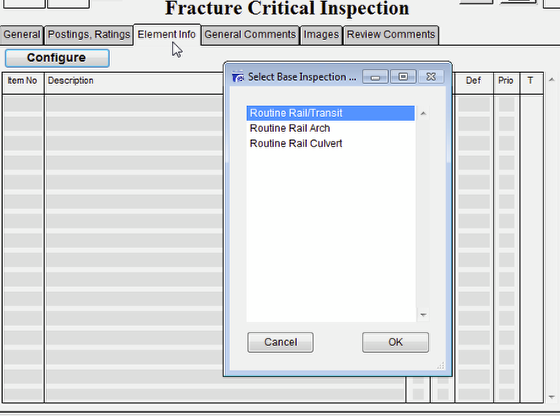 Fracture Critical Inspection
General Postings, Ratings Element Info General Comments Images Review Comments
Configure
Item No Description Def Prio T
Select Base Inspection ...
Routine Rail/Transit
Routine Rail Arch
Routine Rail Culvert
Cancel OK